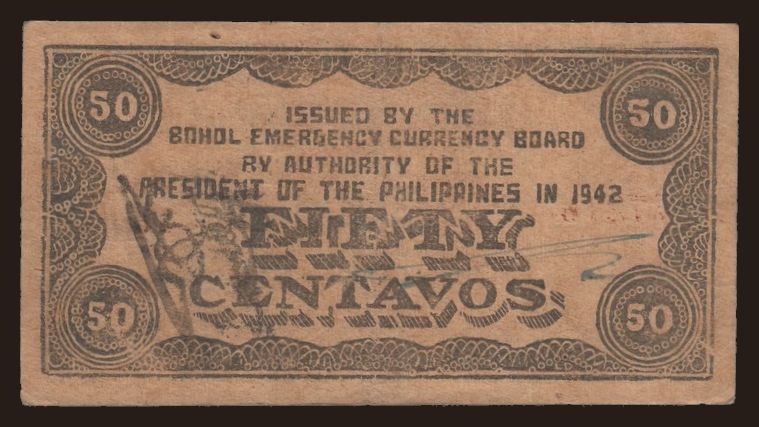 50 50
ISSUED BY THE
BOHOL EMERGENCY CURRENCY BOARD
BY AUTHORITY OF THE
PRESIDENT OF THE PHILIPPINES IN 1942
FIFTY
CENTAVOS
50 50